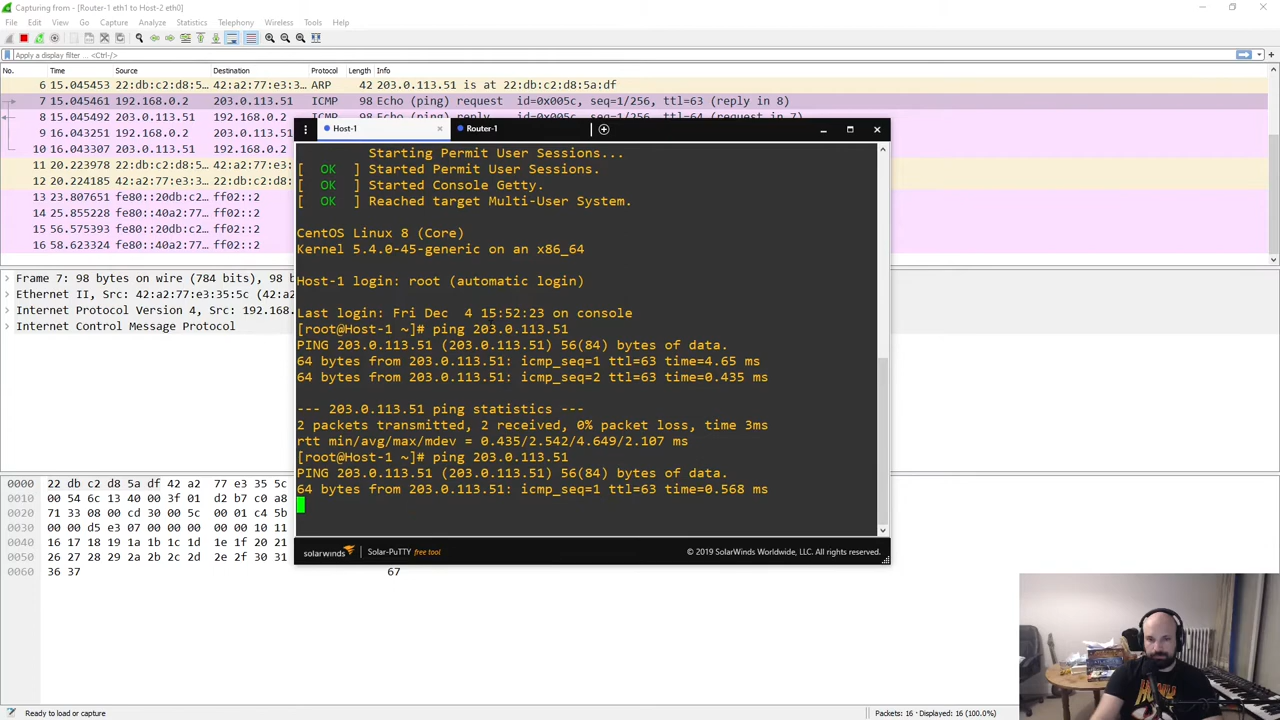 Capturing from - [Router-1 eth1 to Host-2 eth0]
File Edit View Go Capture Analyze Statistics Telephony Wireless Tools Help
Apply a display filter ... <Ctrl-/>
No. Time Source Destination Protocol Length Info
6 15.045453 22:db:c2:d8:5… 42:a2:77:e3:3… ARP 42 203.0.113.51 is at 22:db:c2:d8:5a:df
7 15.045461 192.168.0.2 203.0.113.51 ICMP 98 Echo (ping) request id=0x005c, seq=1/256, ttl=63 (reply in 8)
8 15.045495 203.0.113.51 192.168.0.2 ICMP 98 Echo (ping) reply id=0x005c, seq=1/256, ttl=64 (request in 7)
9 16.043251 192.168.0.2
10 16.043307 203.0.113.51
11 20.223978 22:db:c2:d8:5…
12 20.224185 42:a2:77:e3:3…
13 23.807651 fe80::20db:c2… ff02::2
14 25.855228 fe80::40a2:77… ff02::2
15 56.575393 fe80::20db:c2… ff02::2
16 58.623324 fe80::40a2:77… ff02::2
Frame 7: 98 bytes on wire (784 bits), 98 b
Ethernet II, Src: 42:a2:77:e3:35:5c (42:a2
Internet Protocol Version 4, Src: 192.168.
Internet Control Message Protocol
0000 22 db c2 d8 5a df 42 a2 77 e3 35 5c
0010 00 54 6c 13 40 00 3f 01 d2 b7 c0 a8
0020 71 33 08 00 cd 30 00 5c 00 01 c4 5b
0030 00 00 d5 e3 07 00 00 00 00 00 10 11
0040 16 17 18 19 1a 1b 1c 1d 1e 1f 20 21
0050 26 27 28 29 2a 2b 2c 2d 2e 2f 30 31
0060 36 37 67
Host-1 × Router-1
Starting Permit User Sessions...
[ OK ] Started Permit User Sessions.
[ OK ] Started Console Getty.
[ OK ] Reached target Multi-User System.
CentOS Linux 8 (Core)
Kernel 5.4.0-45-generic on an x86_64
Host-1 login: root (automatic login)
Last login: Fri Dec 4 15:52:23 on console
[root@Host-1 ~]# ping 203.0.113.51
PING 203.0.113.51 (203.0.113.51) 56(84) bytes of data.
64 bytes from 203.0.113.51: icmp_seq=1 ttl=63 time=4.65 ms
64 bytes from 203.0.113.51: icmp_seq=2 ttl=63 time=0.435 ms
--- 203.0.113.51 ping statistics ---
2 packets transmitted, 2 received, 0% packet loss, time 3ms
rtt min/avg/max/mdev = 0.435/2.542/4.649/2.107 ms
[root@Host-1 ~]# ping 203.0.113.51
PING 203.0.113.51 (203.0.113.51) 56(84) bytes of data.
64 bytes from 203.0.113.51: icmp_seq=1 ttl=63 time=0.568 ms
solarwinds Solar-PuTTY free tool © 2019 SolarWinds Worldwide, LLC. All rights reserved.
Ready to load or capture
Packets: 16 · Displayed: 16 (100.0%)